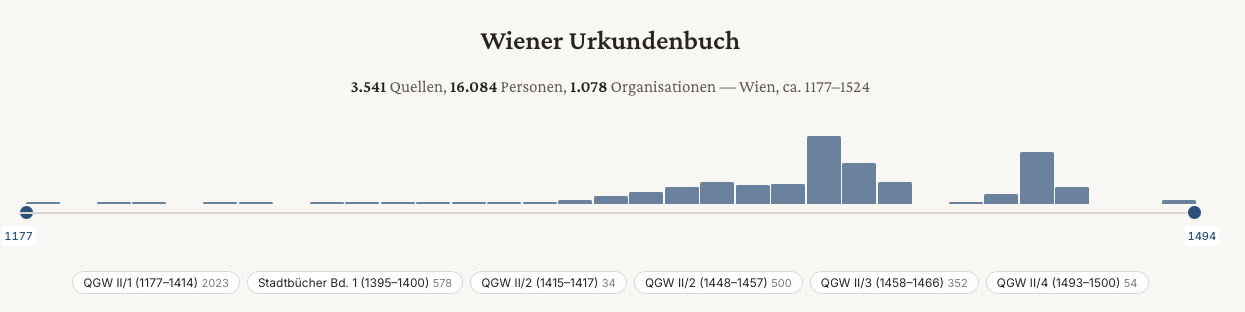 Wiener Urkundenbuch
3.541 Quellen, 16.084 Personen, 1.078 Organisationen — Wien, ca. 1177–1524
1177 1494
QGW II/1 (1177–1414) 2023 Stadtbücher Bd. 1 (1395–1400) 578 QGW II/2 (1415–1417) 34 QGW II/2 (1448–1457) 500 QGW II/3 (1458–1466) 352 QGW II/4 (1493–1500) 54